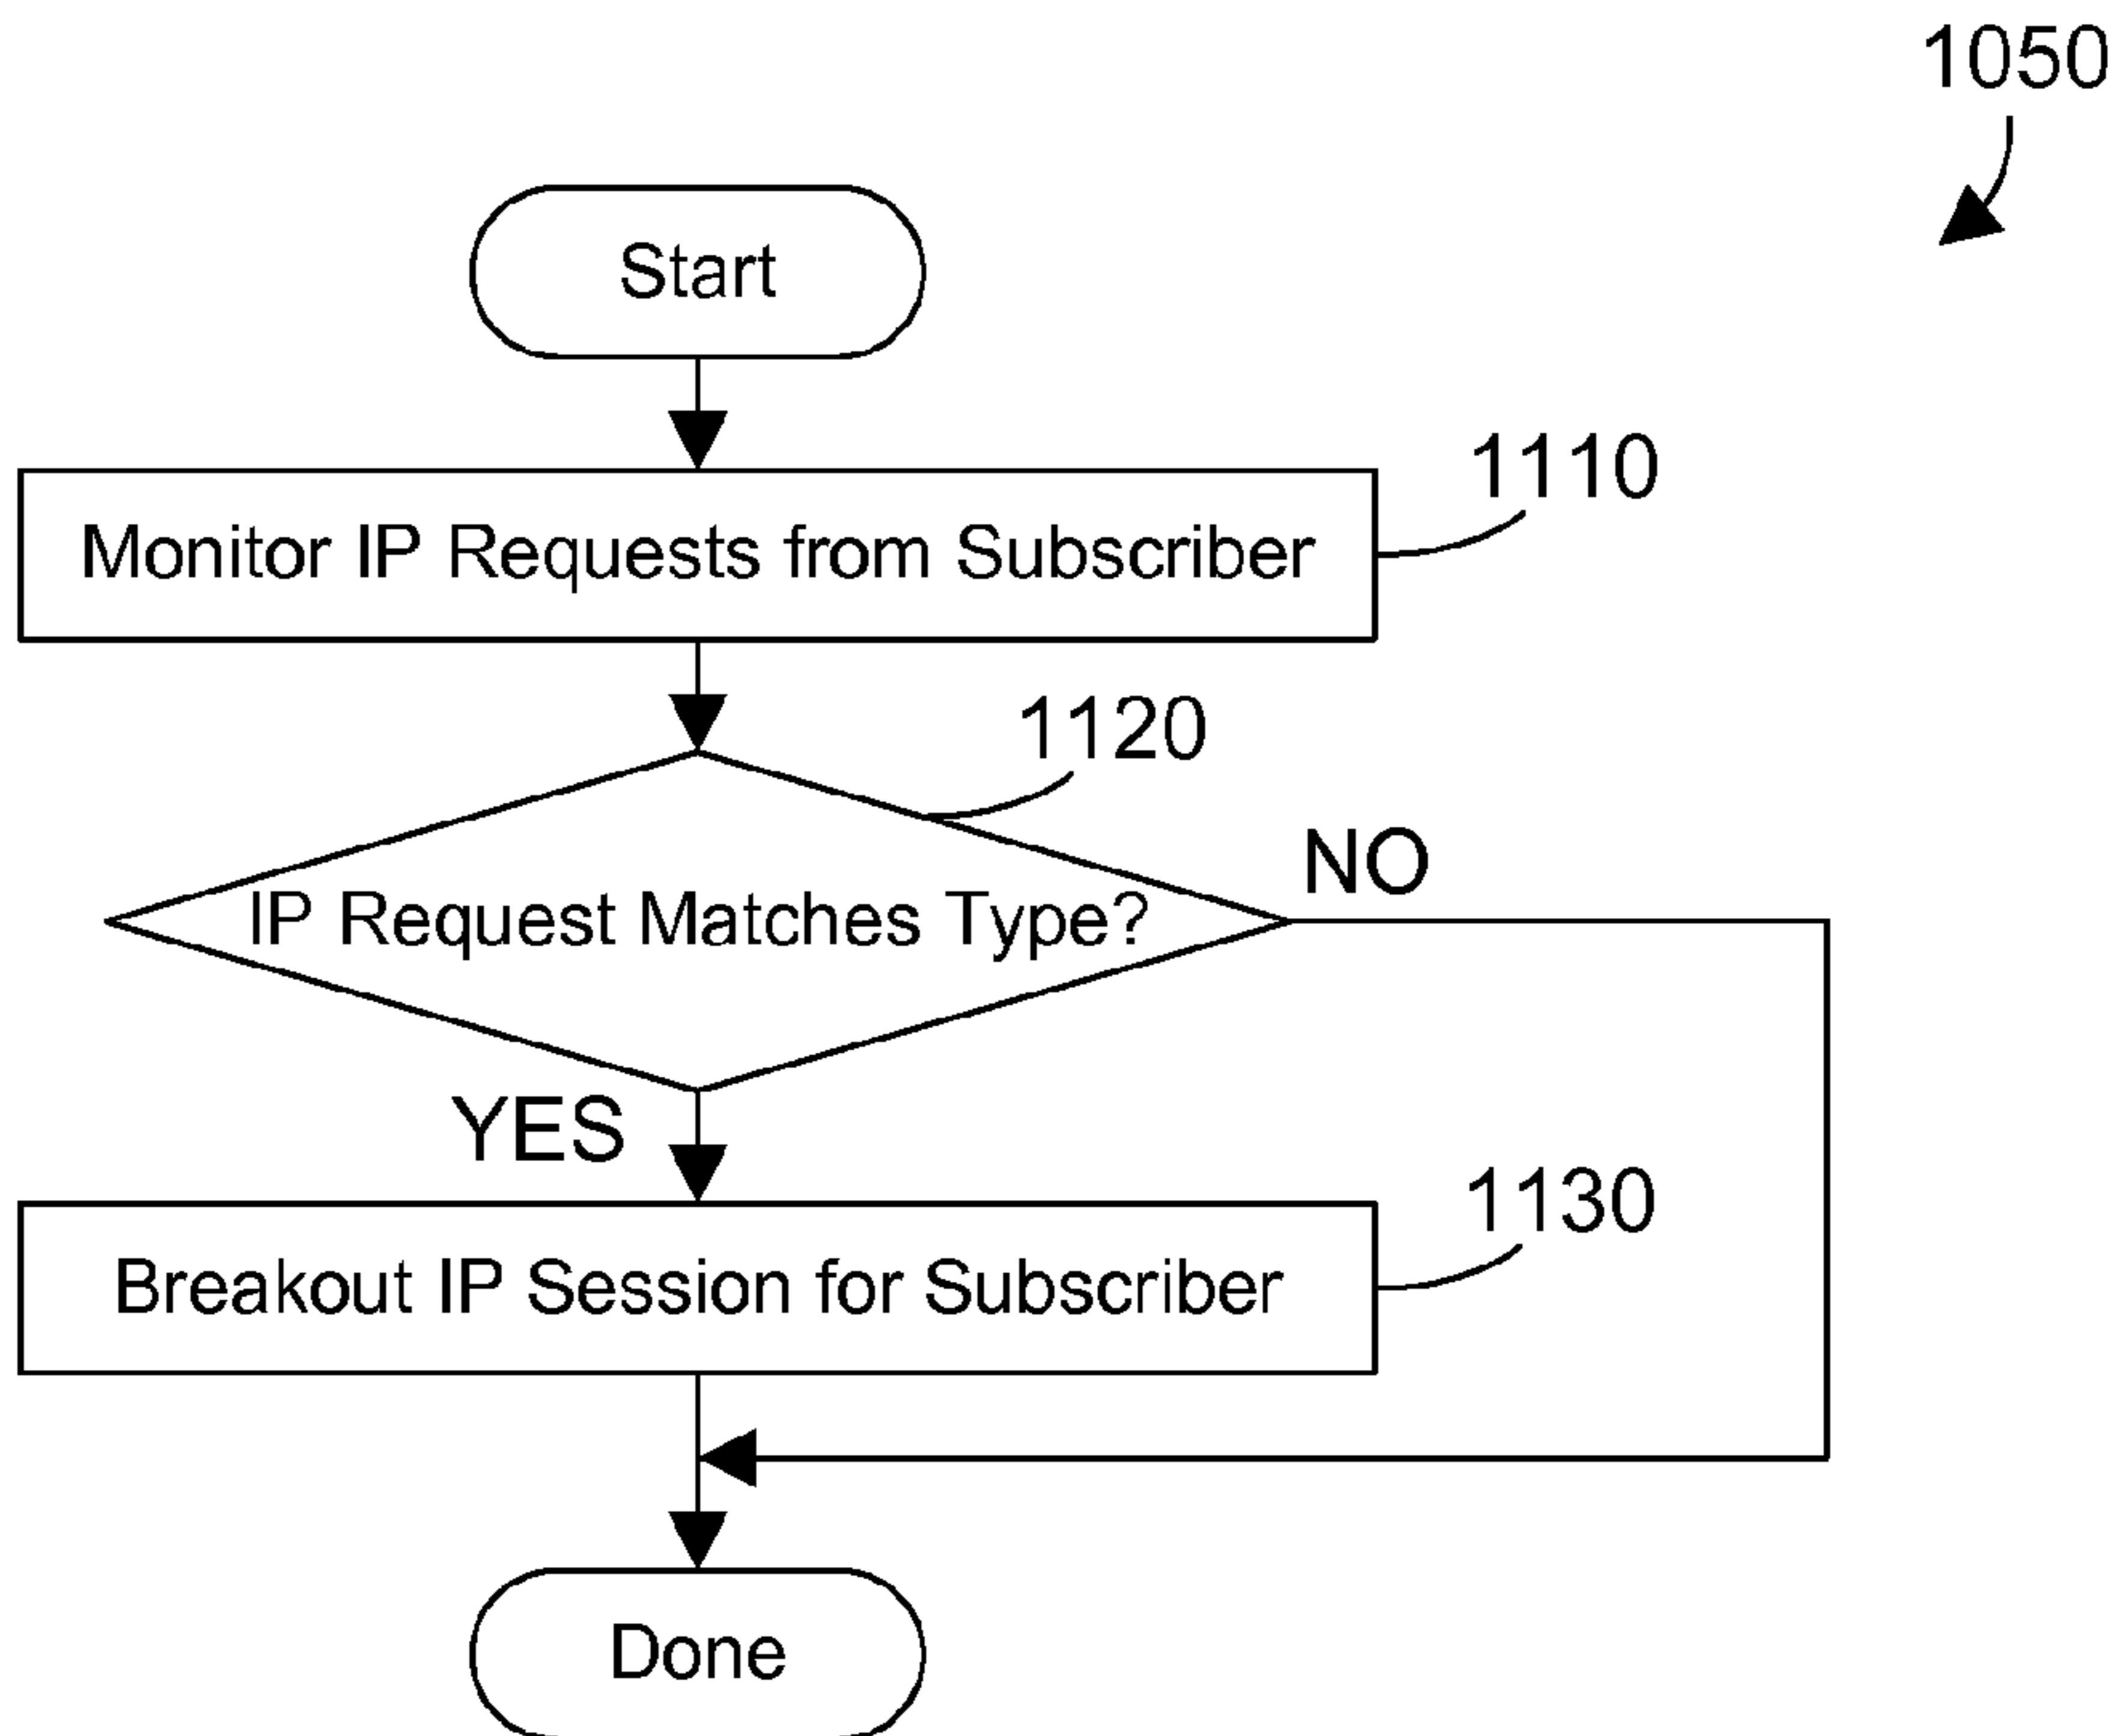 1050
Start
1110
Monitor IP Requests from Subscriber
1120
NO
IP Request Matches Type?
YES
1130
Breakout IP Session for Subscriber
Done